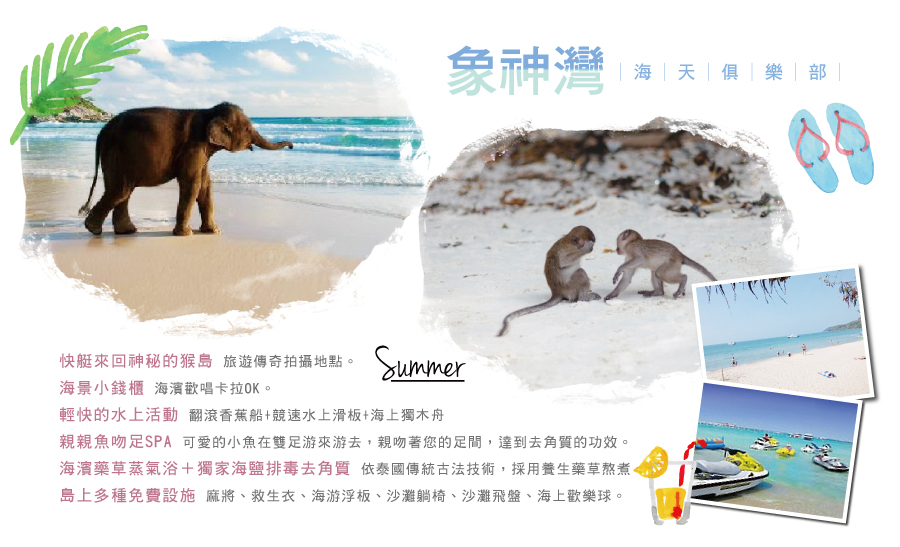 象神灣｜海｜天｜俱｜樂｜部｜
Summer
快艇來回神秘的猴島 旅遊傳奇拍攝地點。
海景小錢櫃 海濱歡唱卡拉OK。
輕快的水上活動 翻滾香蕉船+競速水上滑板+海上獨木舟
親親魚吻足SPA 可愛的小魚在雙足游來游去，親吻著您的足間，達到去角質的功效。
海濱藥草蒸氣浴＋獨家海鹽排毒去角質 依泰國傳統古法技術，採用養生藥草熬煮
島上多種免費設施 麻將、救生衣、海游浮板、沙灘躺椅、沙灘飛盤、海上歡樂球。